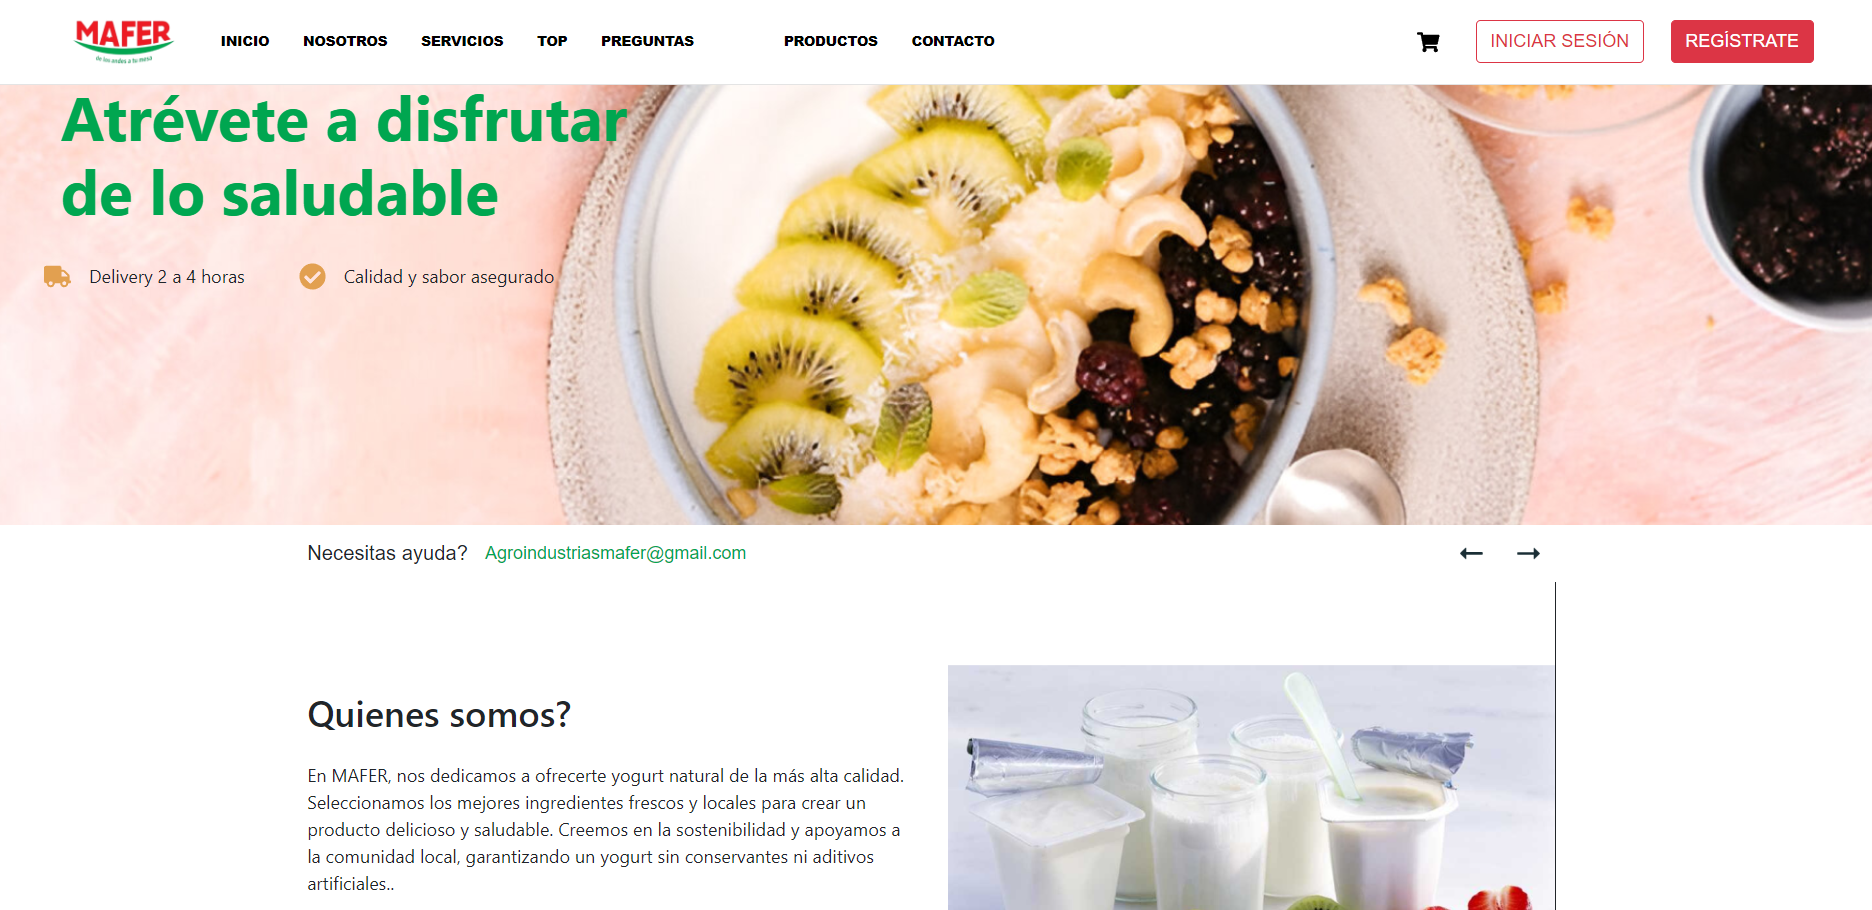 MAFER
de los andes a tu mesa
INICIO NOSOTROS SERVICIOS TOP PREGUNTAS PRODUCTOS CONTACTO
INICIAR SESIÓN REGÍSTRATE
Atrévete a disfrutar
de lo saludable
Delivery 2 a 4 horas Calidad y sabor asegurado
Necesitas ayuda? Agroindustriasmafer@gmail.com
Quienes somos?
En MAFER, nos dedicamos a ofrecerte yogurt natural de la más alta calidad.
Seleccionamos los mejores ingredientes frescos y locales para crear un
producto delicioso y saludable. Creemos en la sostenibilidad y apoyamos a
la comunidad local, garantizando un yogurt sin conservantes ni aditivos
artificiales..